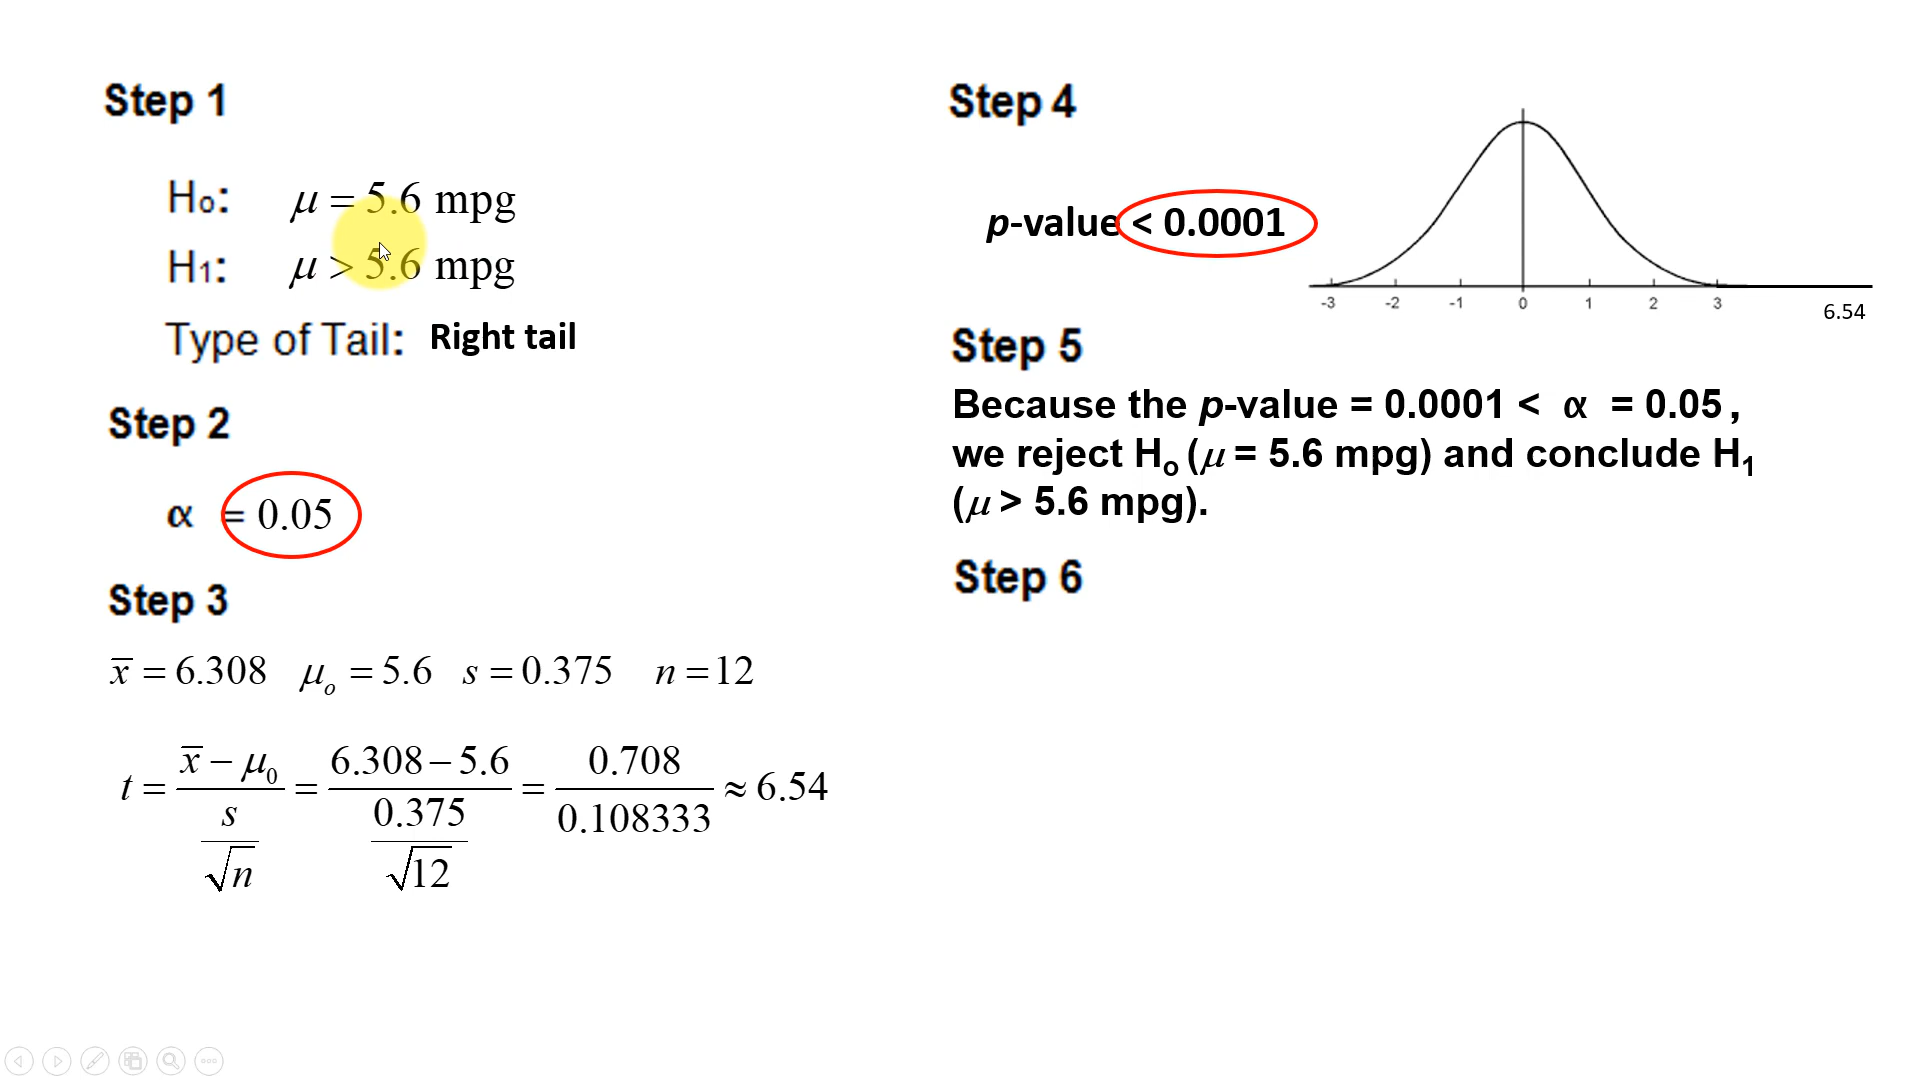 Step 1
H₀: μ = 5.6 mpg
H₁: μ > 5.6 mpg
Type of Tail: Right tail
Step 2
α = 0.05
Step 3
x̅ = 6.308 μₒ = 5.6 s = 0.375 n = 12
t = (x̅ − μ₀)/(s/√n) = (6.308 − 5.6)/(0.375/√12) = 0.708/0.108333 ≈ 6.54
Step 4
p-value < 0.0001
-3 -2 -1 0 1 2 3 6.54
Step 5
Because the p-value = 0.0001 < α = 0.05,
we reject Hₒ (μ = 5.6 mpg) and conclude H₁
(μ > 5.6 mpg).
Step 6